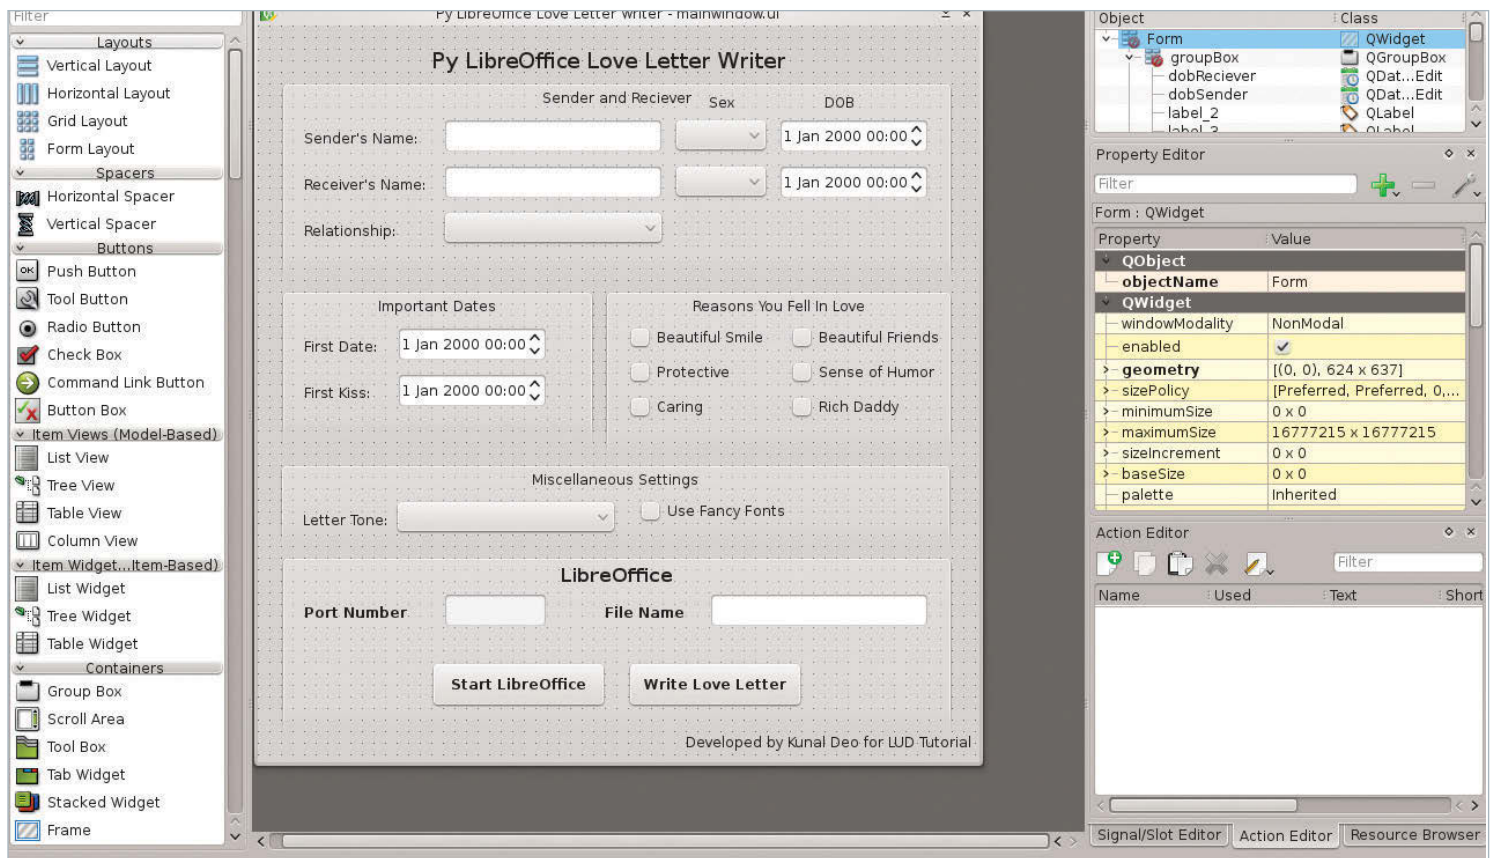 Filter
Layouts
Vertical Layout
Horizontal Layout
Grid Layout
Form Layout
Spacers
Horizontal Spacer
Vertical Spacer
Buttons
OK Push Button
Tool Button
Radio Button
Check Box
Command Link Button
Button Box
Item Views (Model-Based)
List View
Tree View
Table View
Column View
Item Widget...Item-Based)
List Widget
Tree Widget
Table Widget
Containers
Group Box
Scroll Area
Tool Box
Tab Widget
Stacked Widget
Frame
Py LibreOffice Love Letter Writer - mainwindow.ui
Py LibreOffice Love Letter Writer
Sender and Reciever Sex DOB
Sender's Name: 1 Jan 2000 00:00
Receiver's Name: 1 Jan 2000 00:00
Relationship:
Important Dates
First Date: 1 Jan 2000 00:00
First Kiss: 1 Jan 2000 00:00
Reasons You Fell In Love
Beautiful Smile Beautiful Friends
Protective Sense of Humor
Caring Rich Daddy
Miscellaneous Settings
Letter Tone: Use Fancy Fonts
LibreOffice
Port Number File Name
Start LibreOffice Write Love Letter
Developed by Kunal Deo for LUD Tutorial
Object Class
Form QWidget
groupBox QGroupBox
dobReciever QDat...Edit
dobSender QDat...Edit
label_2 QLabel
label_3 QLabel
Property Editor
Filter
Form : QWidget
Property Value
QObject
objectName Form
QWidget
windowModality NonModal
enabled
geometry [(0, 0), 624 x 637]
sizePolicy [Preferred, Preferred, 0,...
minimumSize 0 x 0
maximumSize 16777215 x 16777215
sizeIncrement 0 x 0
baseSize 0 x 0
palette Inherited
Action Editor
Filter
Name Used Text Short
Signal/Slot Editor Action Editor Resource Browser